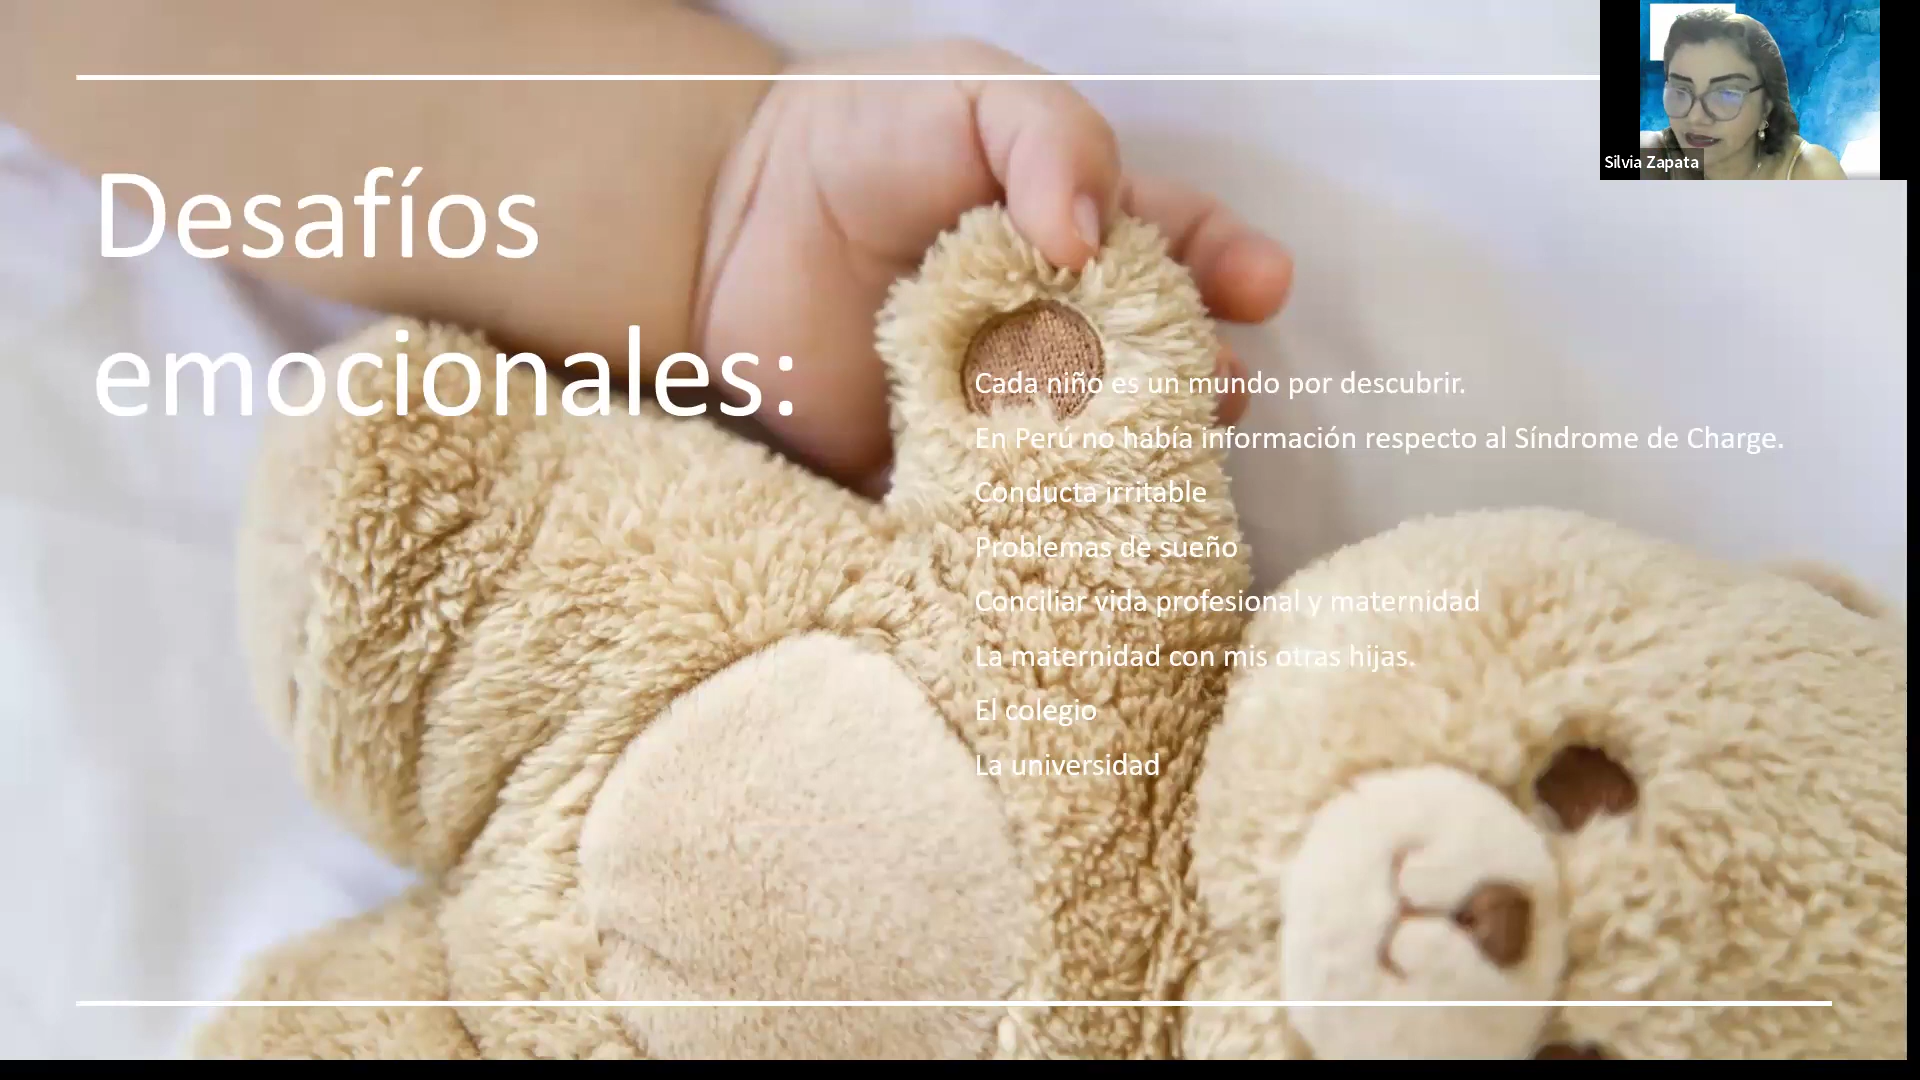 Desafíos
emocionales:
Silvia Zapata
Cada niño es un mundo por descubrir.
En Perú no había información respecto al Síndrome de Charge.
Conducta irritable
Problemas de sueño
Conciliar vida profesional y maternidad
La maternidad con mis otras hijas.
El colegio
La universidad